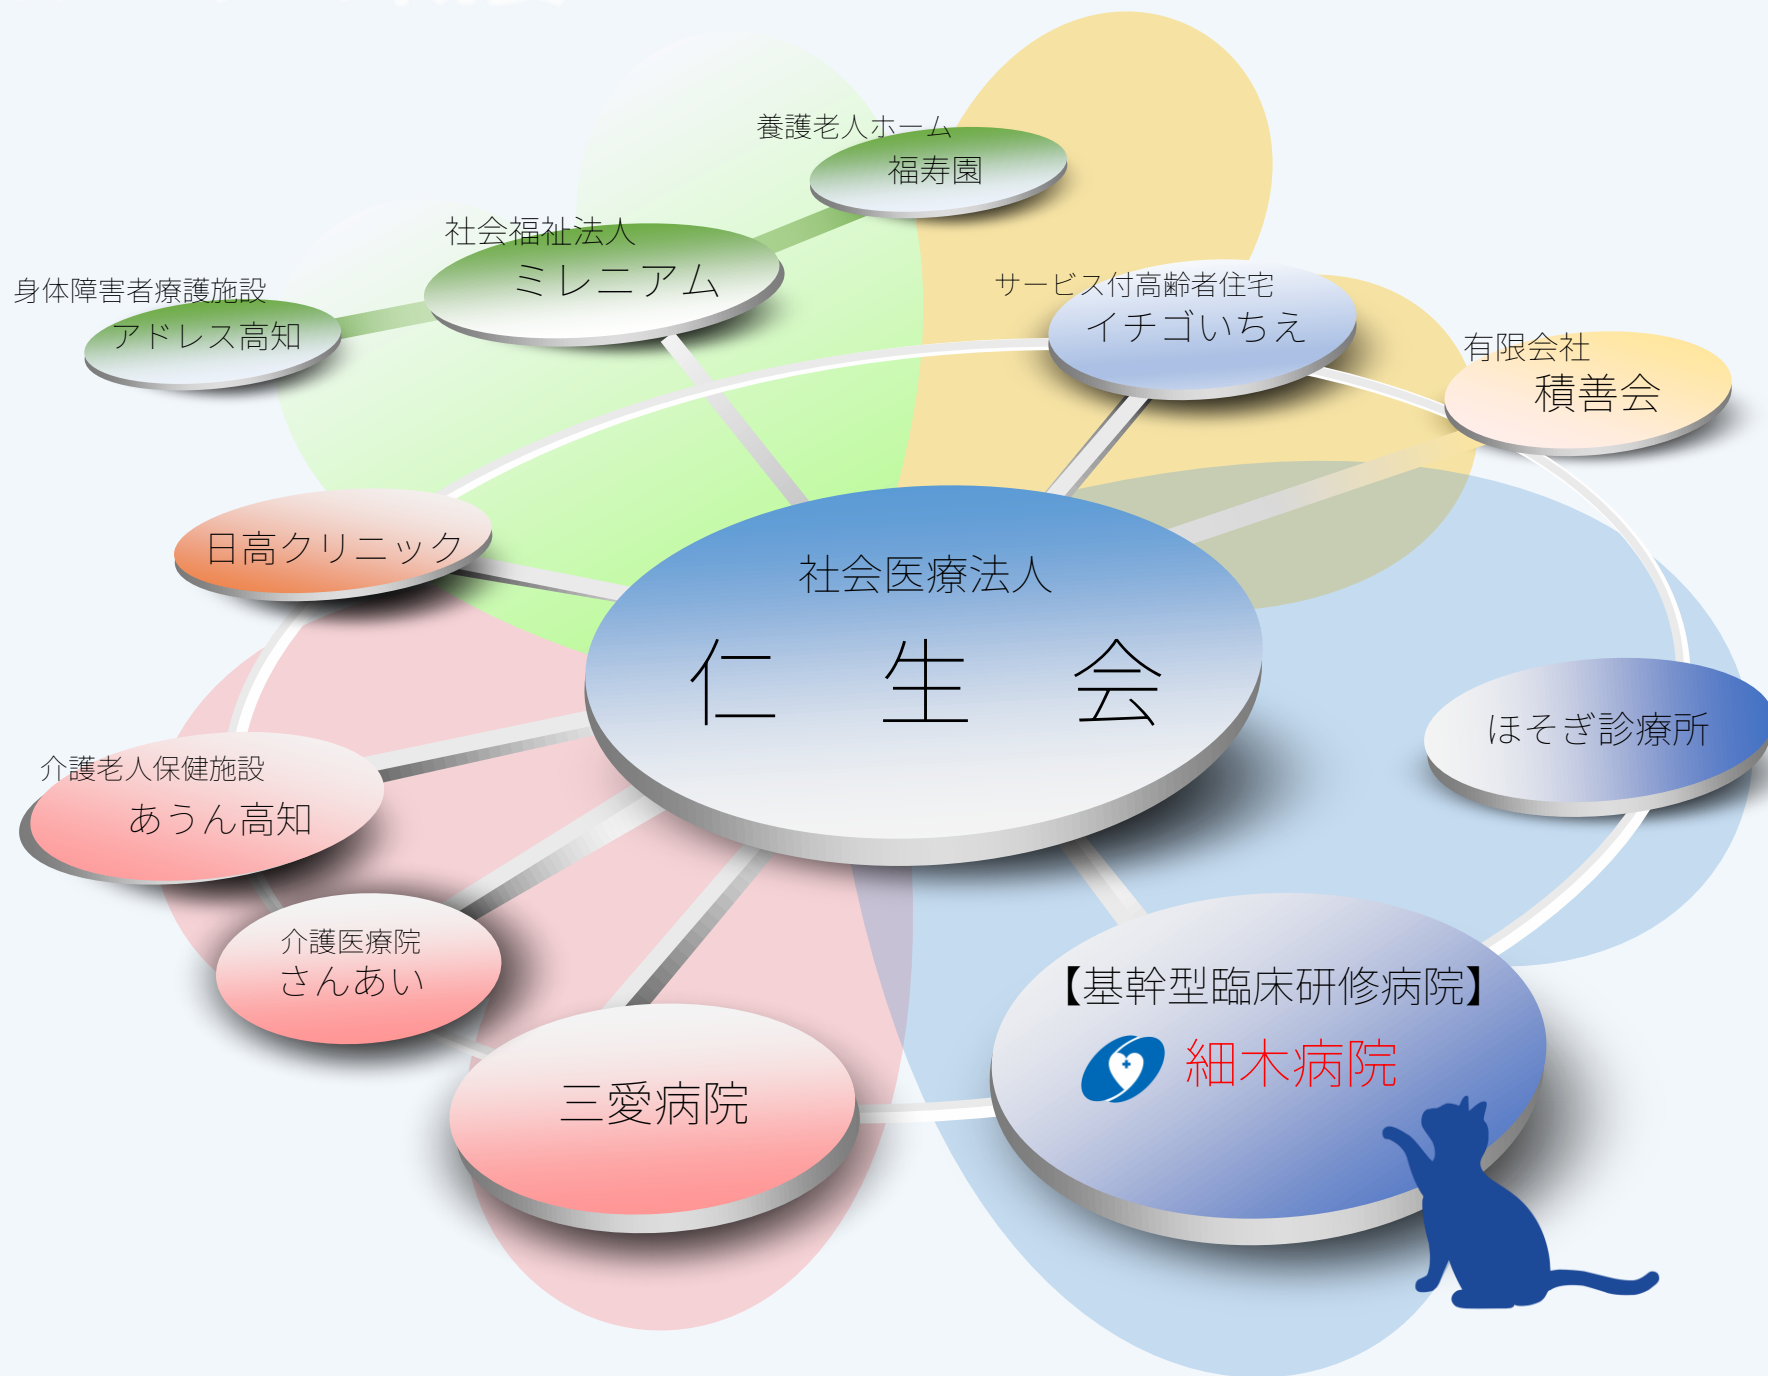 養護老人ホーム
福寿園
社会福祉法人
ミレニアム
身体障害者療護施設
アドレス高知
サービス付高齢者住宅
イチゴいちえ
有限会社
積善会
日高クリニック
社会医療法人
仁 生 会
ほそぎ診療所
介護老人保健施設
あうん高知
介護医療院
さんあい
【基幹型臨床研修病院】
細木病院
三愛病院